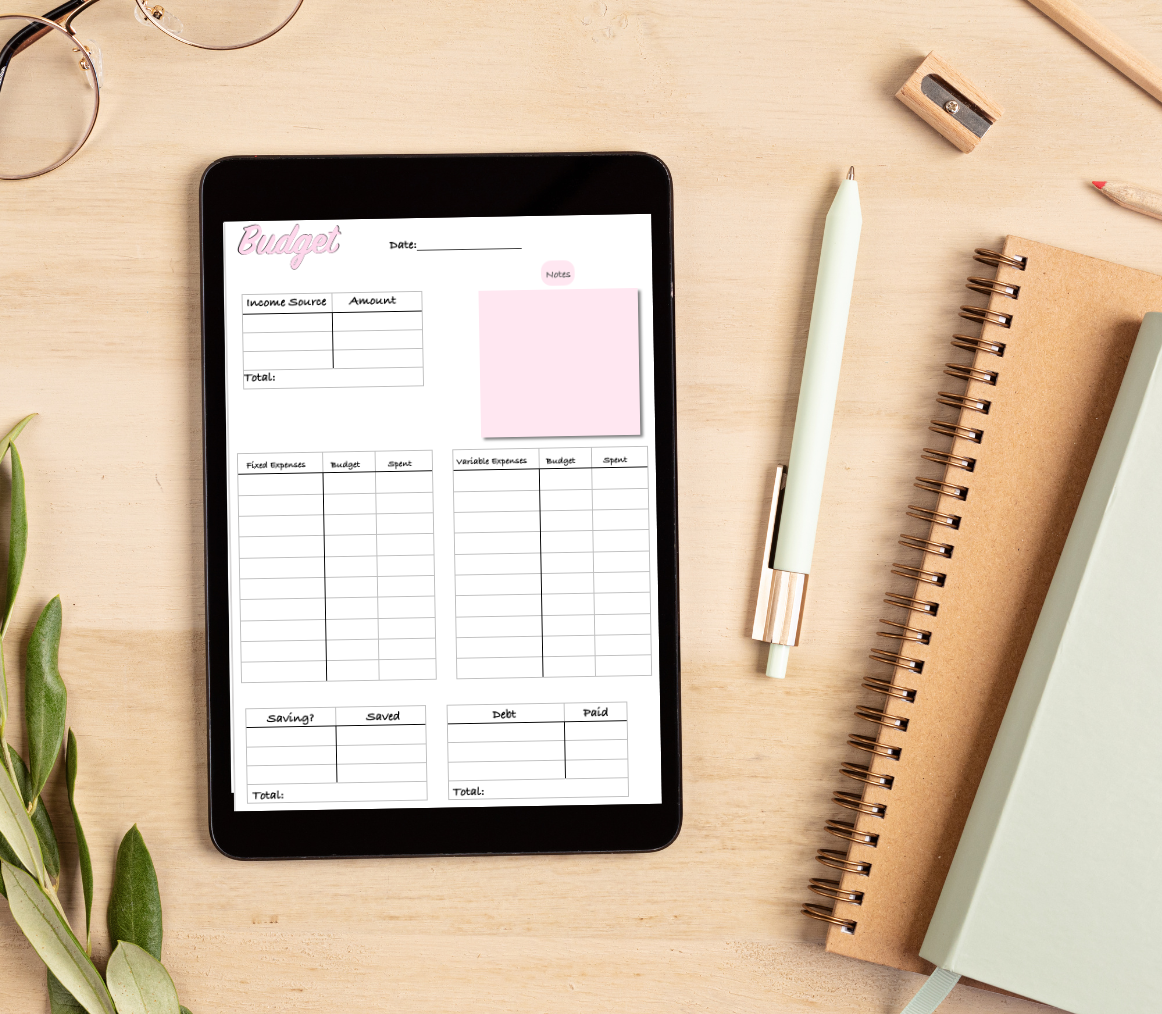 Budget
Date:
Notes
Income Source Amount
Total:
Fixed Expenses Budget Spent
Variable Expenses Budget Spent
Saving? Saved
Total:
Debt Paid
Total: